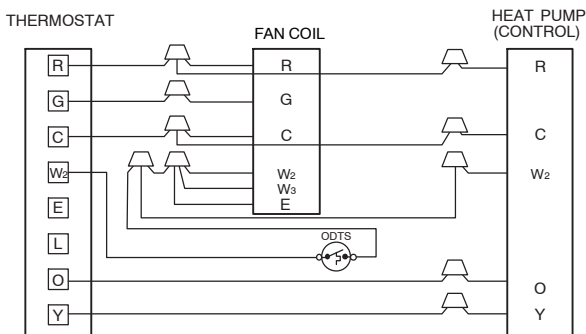 THERMOSTAT
FAN COIL
HEAT PUMP
(CONTROL)
R R R
G G
C C C
W2 W2 W2
W3
E E
ODTS
L
O O
Y Y